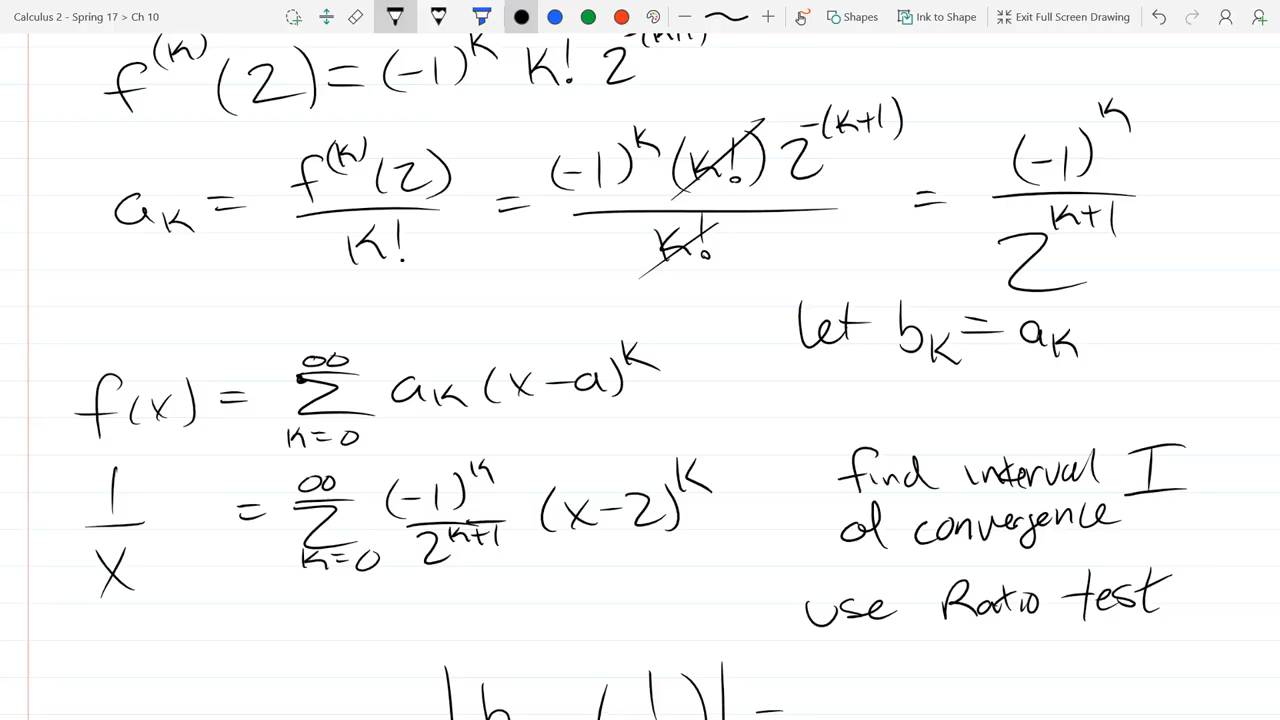 Calculus 2 - Spring 17 > Ch 10
Shapes
Ink to Shape
Exit Full Screen Drawing
f^(k) (2) = (-1)^k k! 2^-(k+1)
a_k = f^(k)(2) / k! = (-1)^k (k!) 2^-(k+1) / k! = (-1)^k / 2^(k+1)
let b_k = a_k
f(x) = ∑_{k=0}^{∞} a_k (x-a)^k
1/x = ∑_{k=0}^{∞} (-1)^k / 2^(k+1) (x-2)^k
find interval I
of convergence
use Ratio test